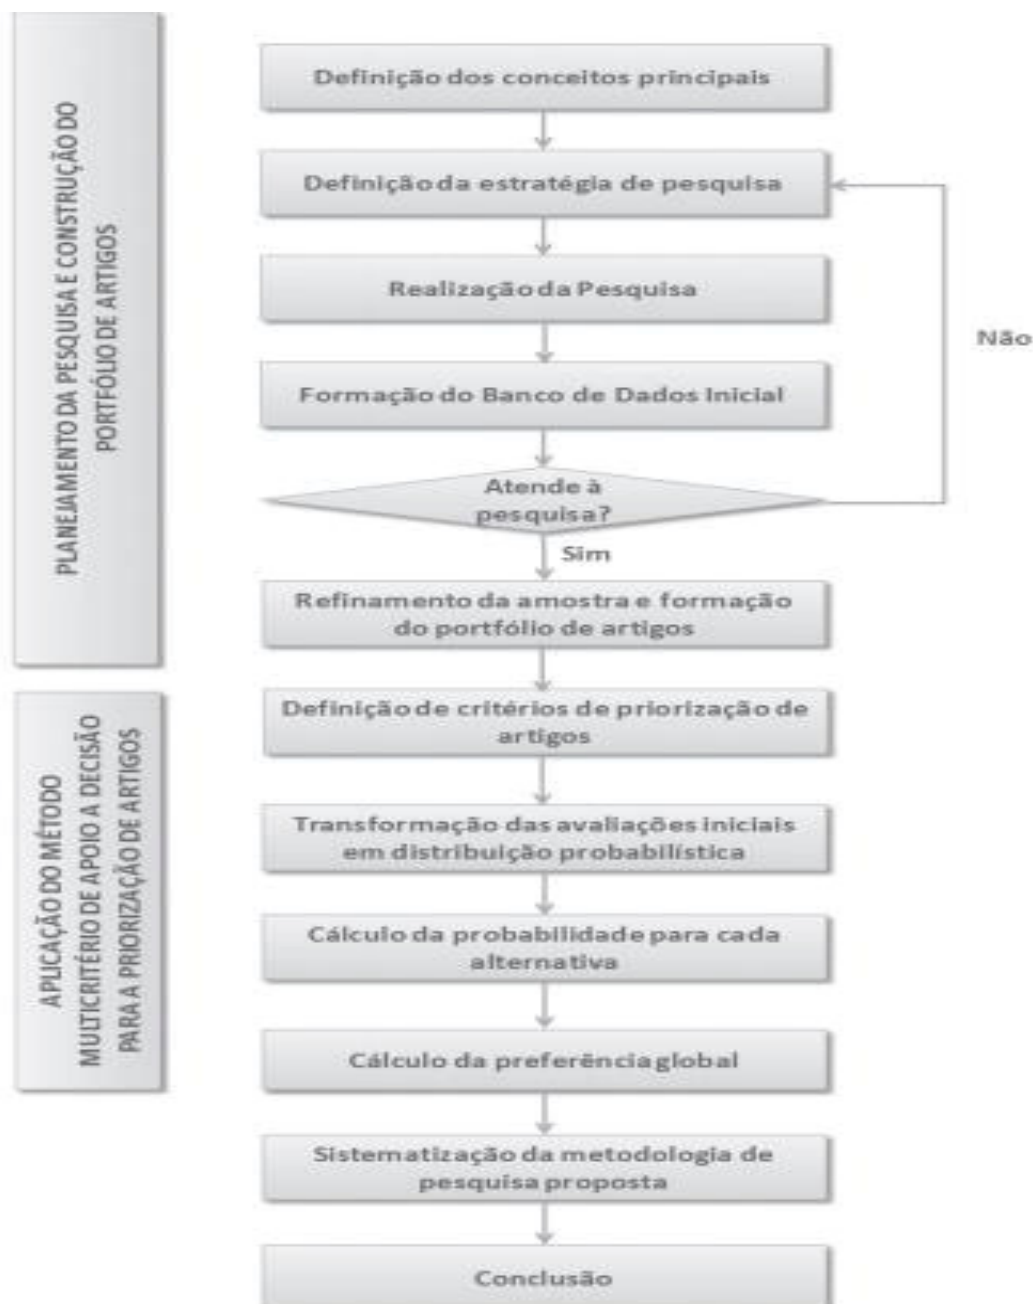 PLANEJAMENTO DA PESQUISA E CONSTRUÇÃO DO
PORTFÓLIO DE ARTIGOS
Definição dos conceitos principais
Definição da estratégia de pesquisa
Realização da Pesquisa
Não
Formação do Banco de Dados Inicial
Atende à
pesquisa?
Sim
Refinamento da amostra e formação
do portfólio de artigos
APLICAÇÃO DO MÉTODO
MULTICRITÉRIO DE APOIO A DECISÃO
PARA A PRIORIZAÇÃO DE ARTIGOS
Definição de critérios de priorização de
artigos
Transformação das avaliações iniciais
em distribuição probabilística
Cálculo da probabilidade para cada
alternativa
Cálculo da preferência global
Sistematização da metodologia de
pesquisa proposta
Conclusão